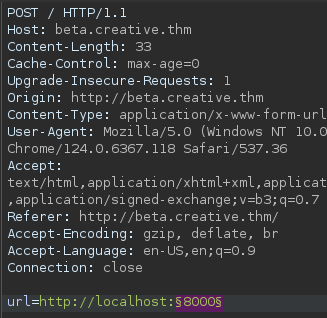 POST / HTTP/1.1
Host: beta.creative.thm
Content-Length: 33
Cache-Control: max-age=0
Upgrade-Insecure-Requests: 1
Origin: http://beta.creative.thm
Content-Type: application/x-www-form-url
User-Agent: Mozilla/5.0 (Windows NT 10.0
Chrome/124.0.6367.118 Safari/537.36
Accept:
text/html,application/xhtml+xml,applicat
,application/signed-exchange;v=b3;q=0.7
Referer: http://beta.creative.thm/
Accept-Encoding: gzip, deflate, br
Accept-Language: en-US,en;q=0.9
Connection: close
url=http://localhost:§8000§